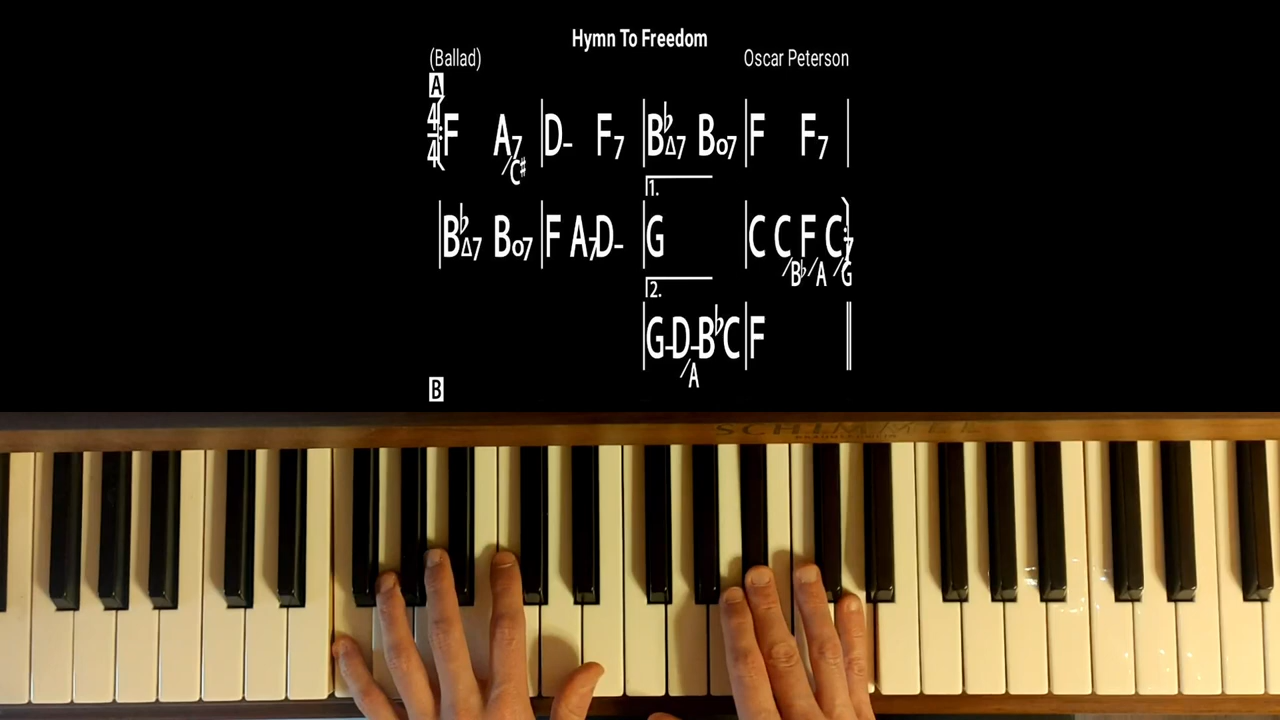 Hymn To Freedom
(Ballad) Oscar Peterson
A
4/4 F A7/C# D- F7 B♭Δ7 Bo7 F F7
1.
B♭Δ7 Bo7 F A7 D- G C C/B♭ F/A C7/G
2.
G- D-/A B♭ C F
B
SCHIMMEL